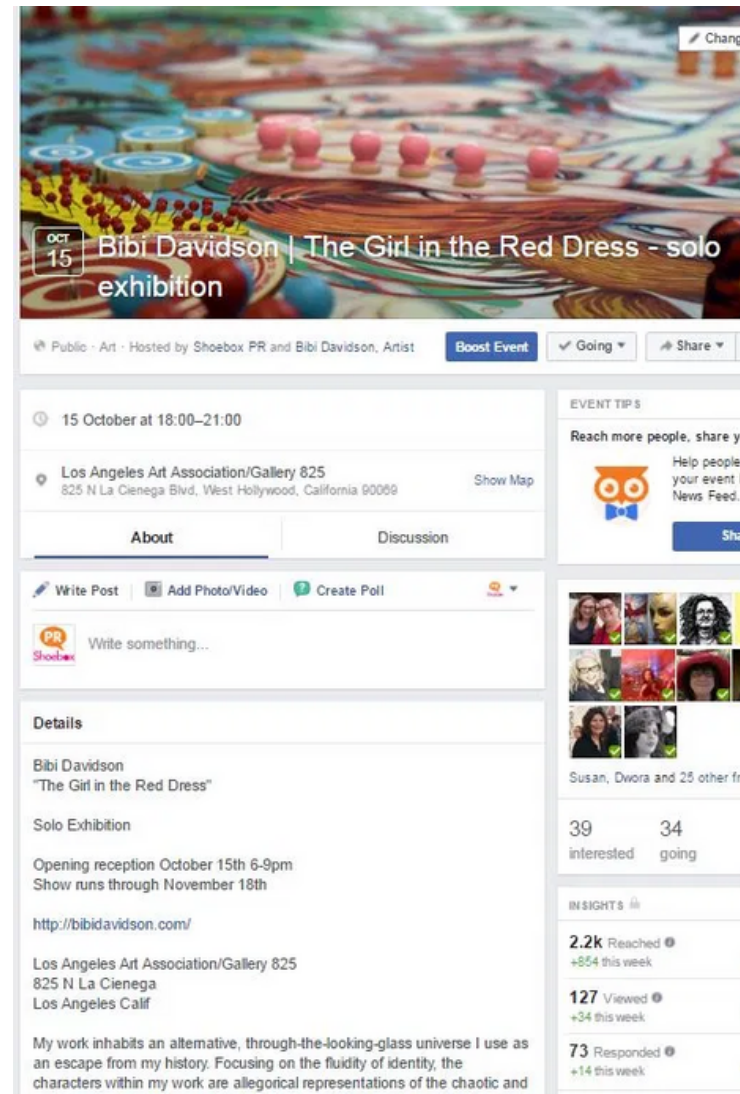 Chang
OCT
15
Bibi Davidson | The Girl in the Red Dress - solo
exhibition
Public · Art · Hosted by Shoebox PR and Bibi Davidson, Artist
Boost Event
Going
Share
15 October at 18:00–21:00
Los Angeles Art Association/Gallery 825
825 N La Cienega Blvd, West Hollywood, California 90069
Show Map
About
Discussion
Write Post
Add Photo/Video
Create Poll
PR
Shoebox
Write something...
Details
Bibi Davidson
"The Girl in the Red Dress"
Solo Exhibition
Opening reception October 15th 6-9pm
Show runs through November 18th
http://bibidavidson.com/
Los Angeles Art Association/Gallery 825
825 N La Cienega
Los Angeles Calif
My work inhabits an alternative, through-the-looking-glass universe I use as
an escape from my history. Focusing on the fluidity of identity, the
characters within my work are allegorical representations of the chaotic and
EVENT TIPS
Reach more people, share y
Help people
your event
News Feed.
Sha
Susan, Dwora and 25 other fr
39
34
interested
going
INSIGHTS
2.2k Reached
+854 this week
127 Viewed
+34 this week
73 Responded
+14 this week